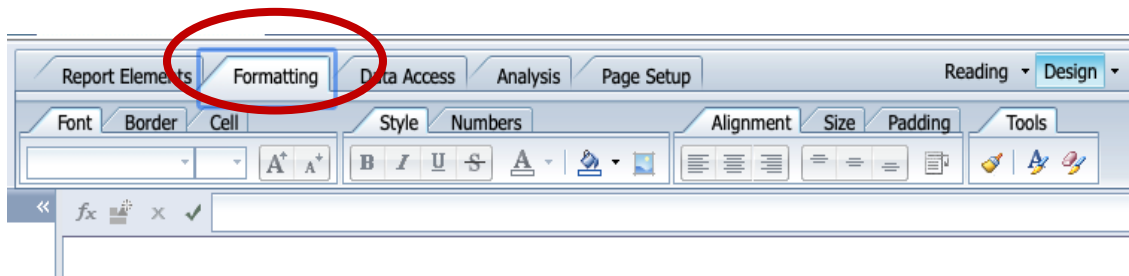 Report Elements Formatting Data Access Analysis Page Setup Reading Design
Font Border Cell Style Numbers Alignment Size Padding Tools
A A B I U S A
fx